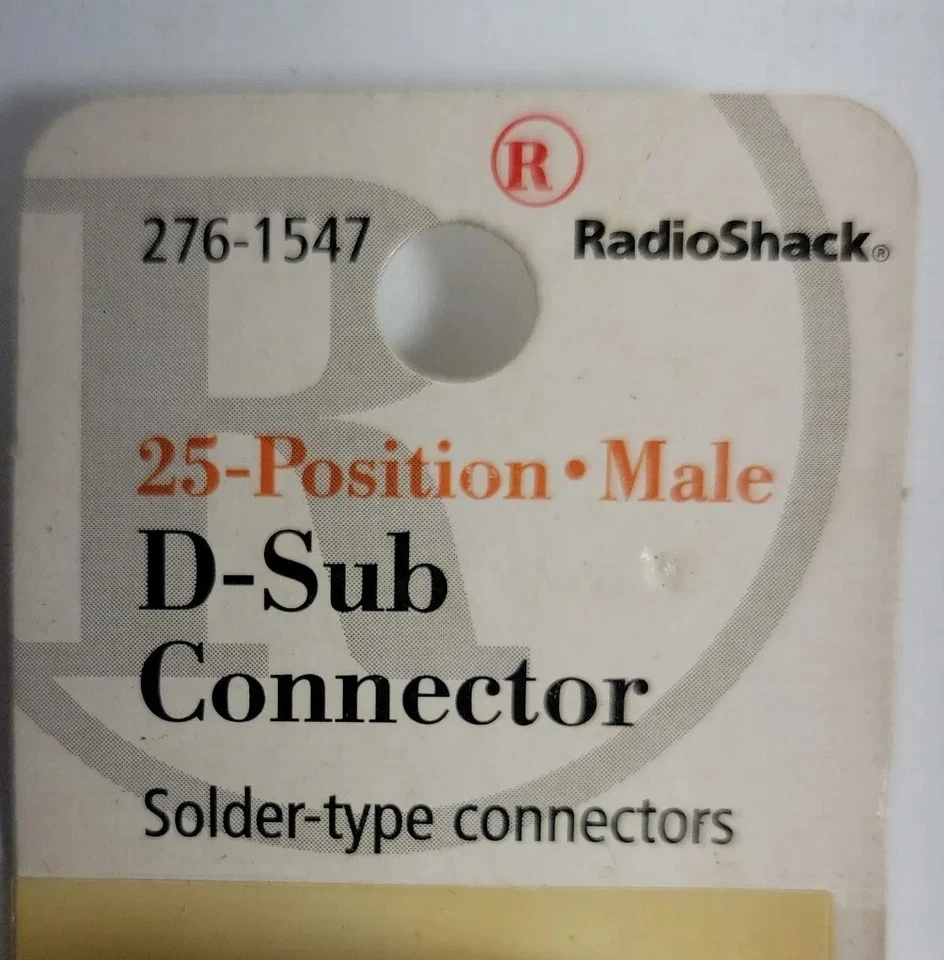 R
276-1547 RadioShack®
25-Position • Male
D-Sub
Connector
Solder-type connectors